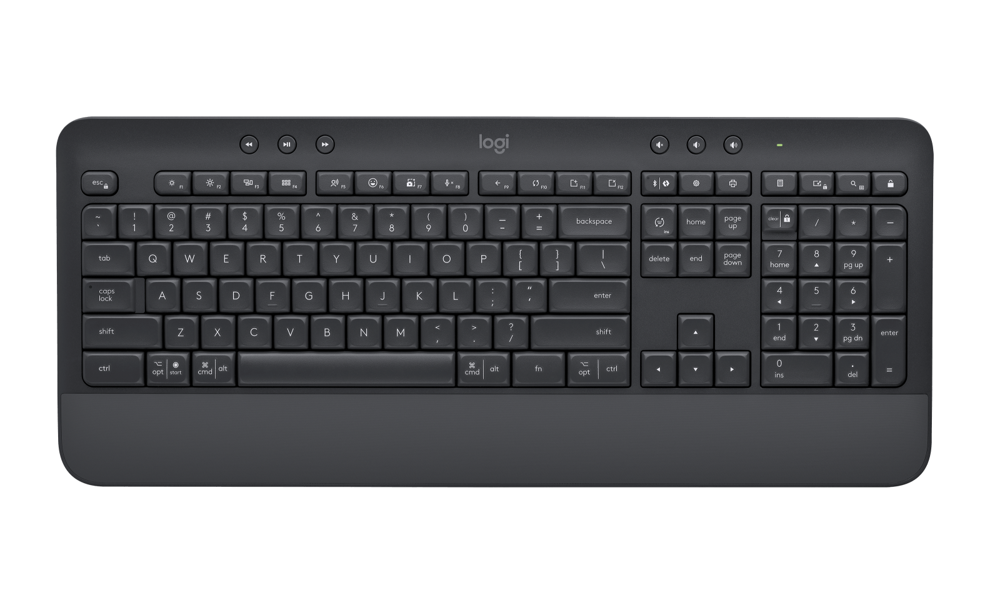 logi
esc F1 F2 F3 F4 F5 F6 F7 F8 F9 F10 F11 F12
~ ! @ # $ % ^ & * ( ) _ + backspace home page up clear / * -
` 1 2 3 4 5 6 7 8 9 0 - = ins
tab Q W E R T Y U I O P { } | delete end page down 7 8 9 +
[ ] \ home pg up
caps lock A S D F G H J K L : “ enter 4 5 6
; ‘
shift Z X C V B N M < > ? shift 1 2 3 enter
, . / end pg dn
ctrl opt start ⌘ cmd alt ⌘ cmd alt fn ⌥ opt ctrl 0 . =
ins del